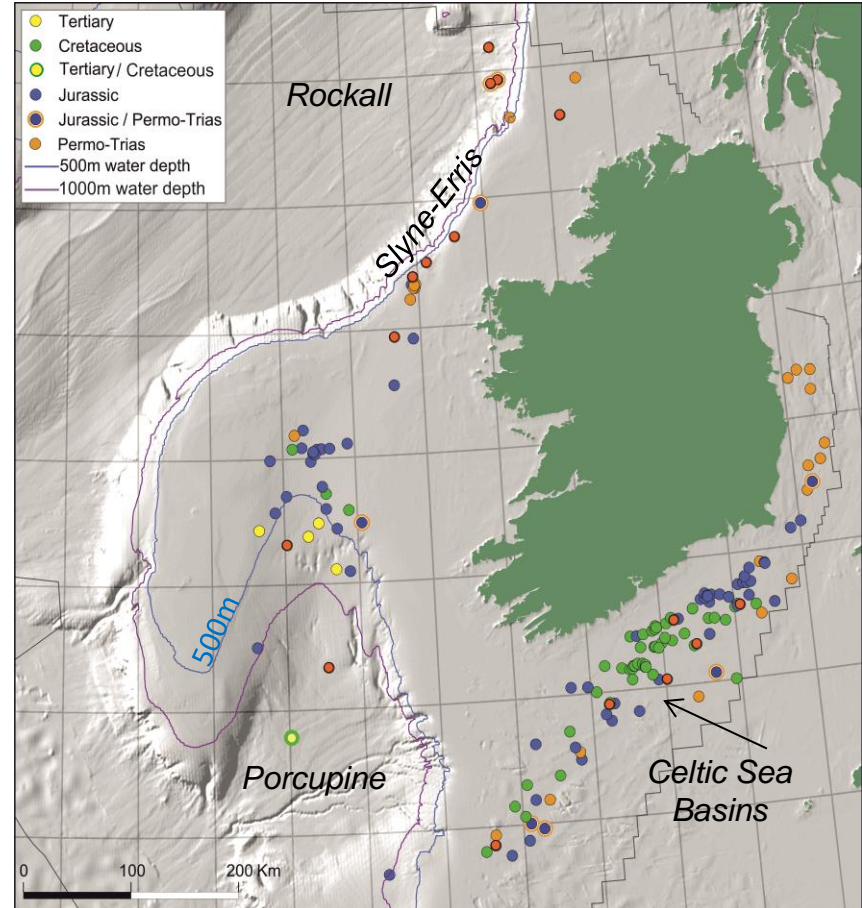 Tertiary
Cretaceous
Tertiary / Cretaceous
Jurassic
Jurassic / Permo-Trias
Permo-Trias
500m water depth
1000m water depth
Rockall
Slyne-Erris
500m
Porcupine
Celtic Sea
Basins
0 100 200 Km